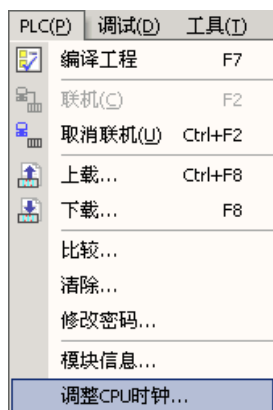 PLC(P) 调试(D) 工具(T)
编译工程 F7
联机(C) F2
取消联机(U) Ctrl+F2
上载... Ctrl+F8
下载... F8
比较...
清除...
修改密码...
模块信息...
调整CPU时钟...